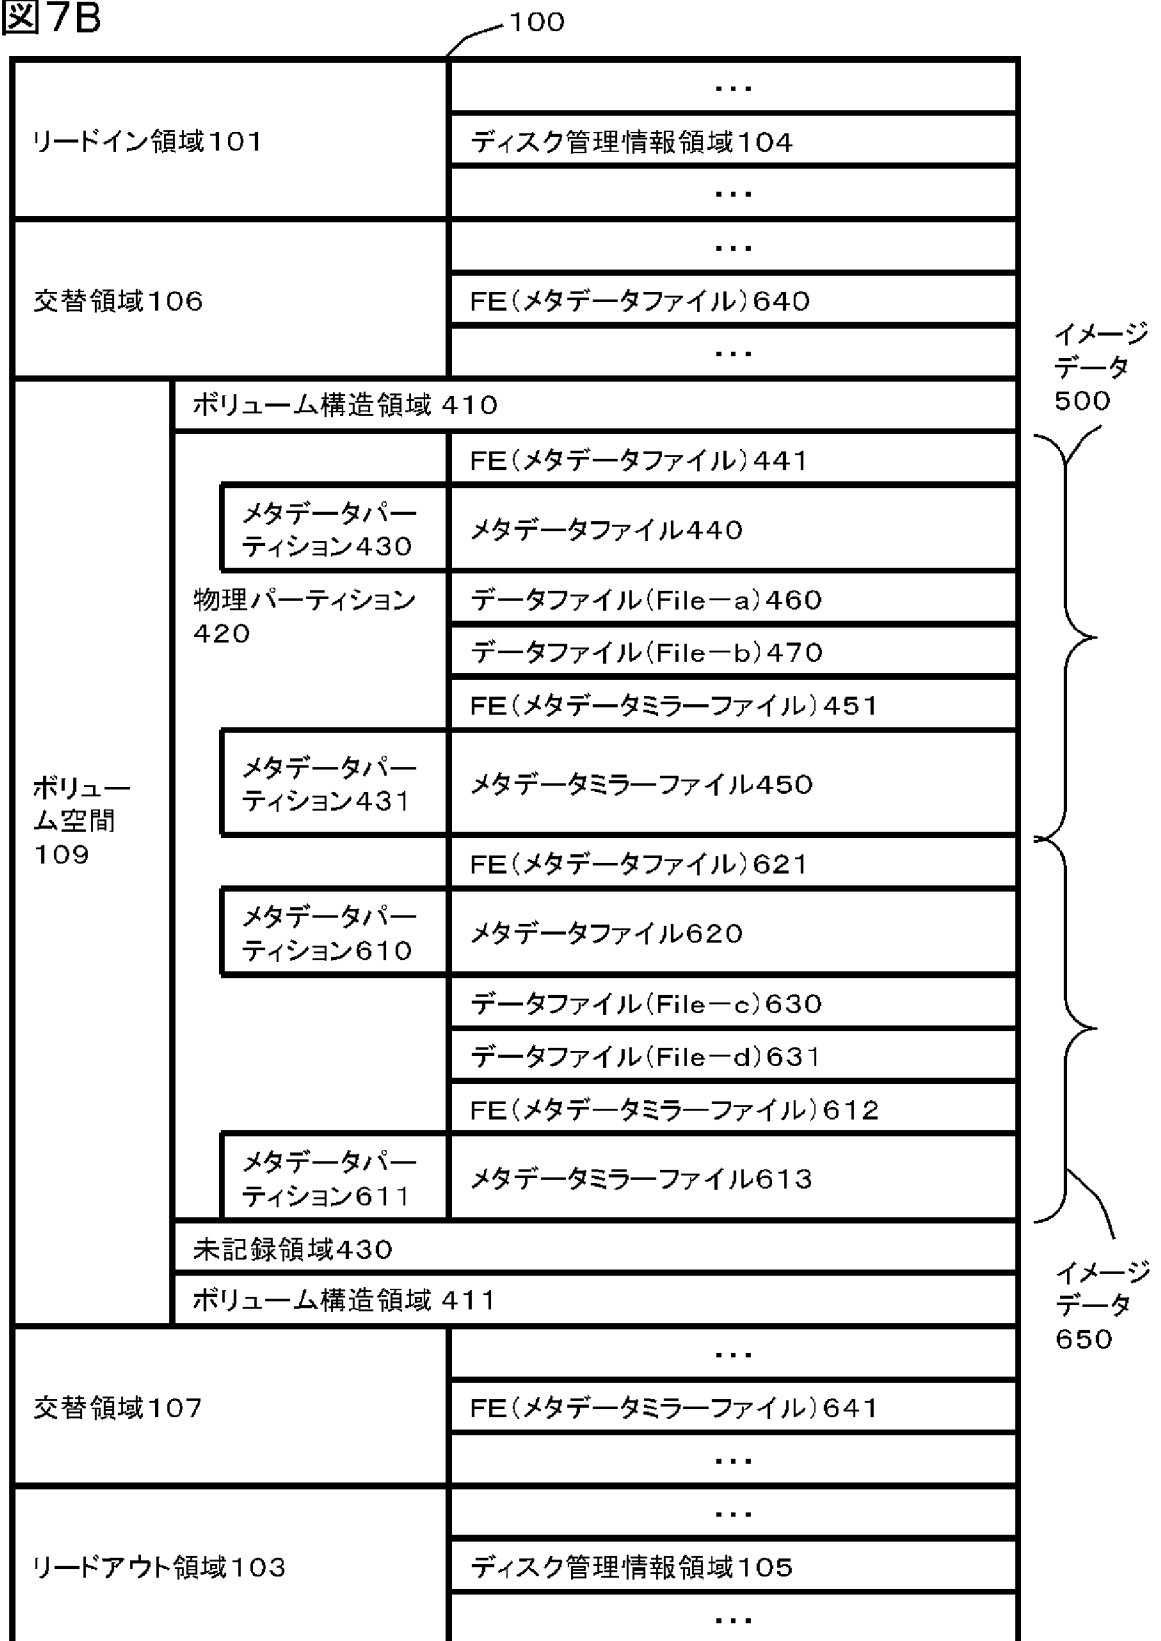 図7B
100
・・・
リードイン領域101
ディスク管理情報領域104
・・・
・・・
交替領域106
FE(メタデータファイル)640
・・・
イメージ
データ
500
ボリューム構造領域 410
FE(メタデータファイル)441
メタデータパー
ティション430
メタデータファイル440
物理パーティション
420
データファイル(File－a)460
データファイル(File－b)470
FE(メタデータミラーファイル)451
メタデータパー
ティション431
メタデータミラーファイル450
ボリュー
ム空間
109
FE(メタデータファイル)621
メタデータパー
ティション610
メタデータファイル620
データファイル(File－c)630
データファイル(File－d)631
FE(メタデータミラーファイル)612
メタデータパー
ティション611
メタデータミラーファイル613
未記録領域430
ボリューム構造領域 411
イメージ
データ
650
・・・
交替領域107
FE(メタデータミラーファイル)641
・・・
・・・
リードアウト領域103
ディスク管理情報領域105
・・・